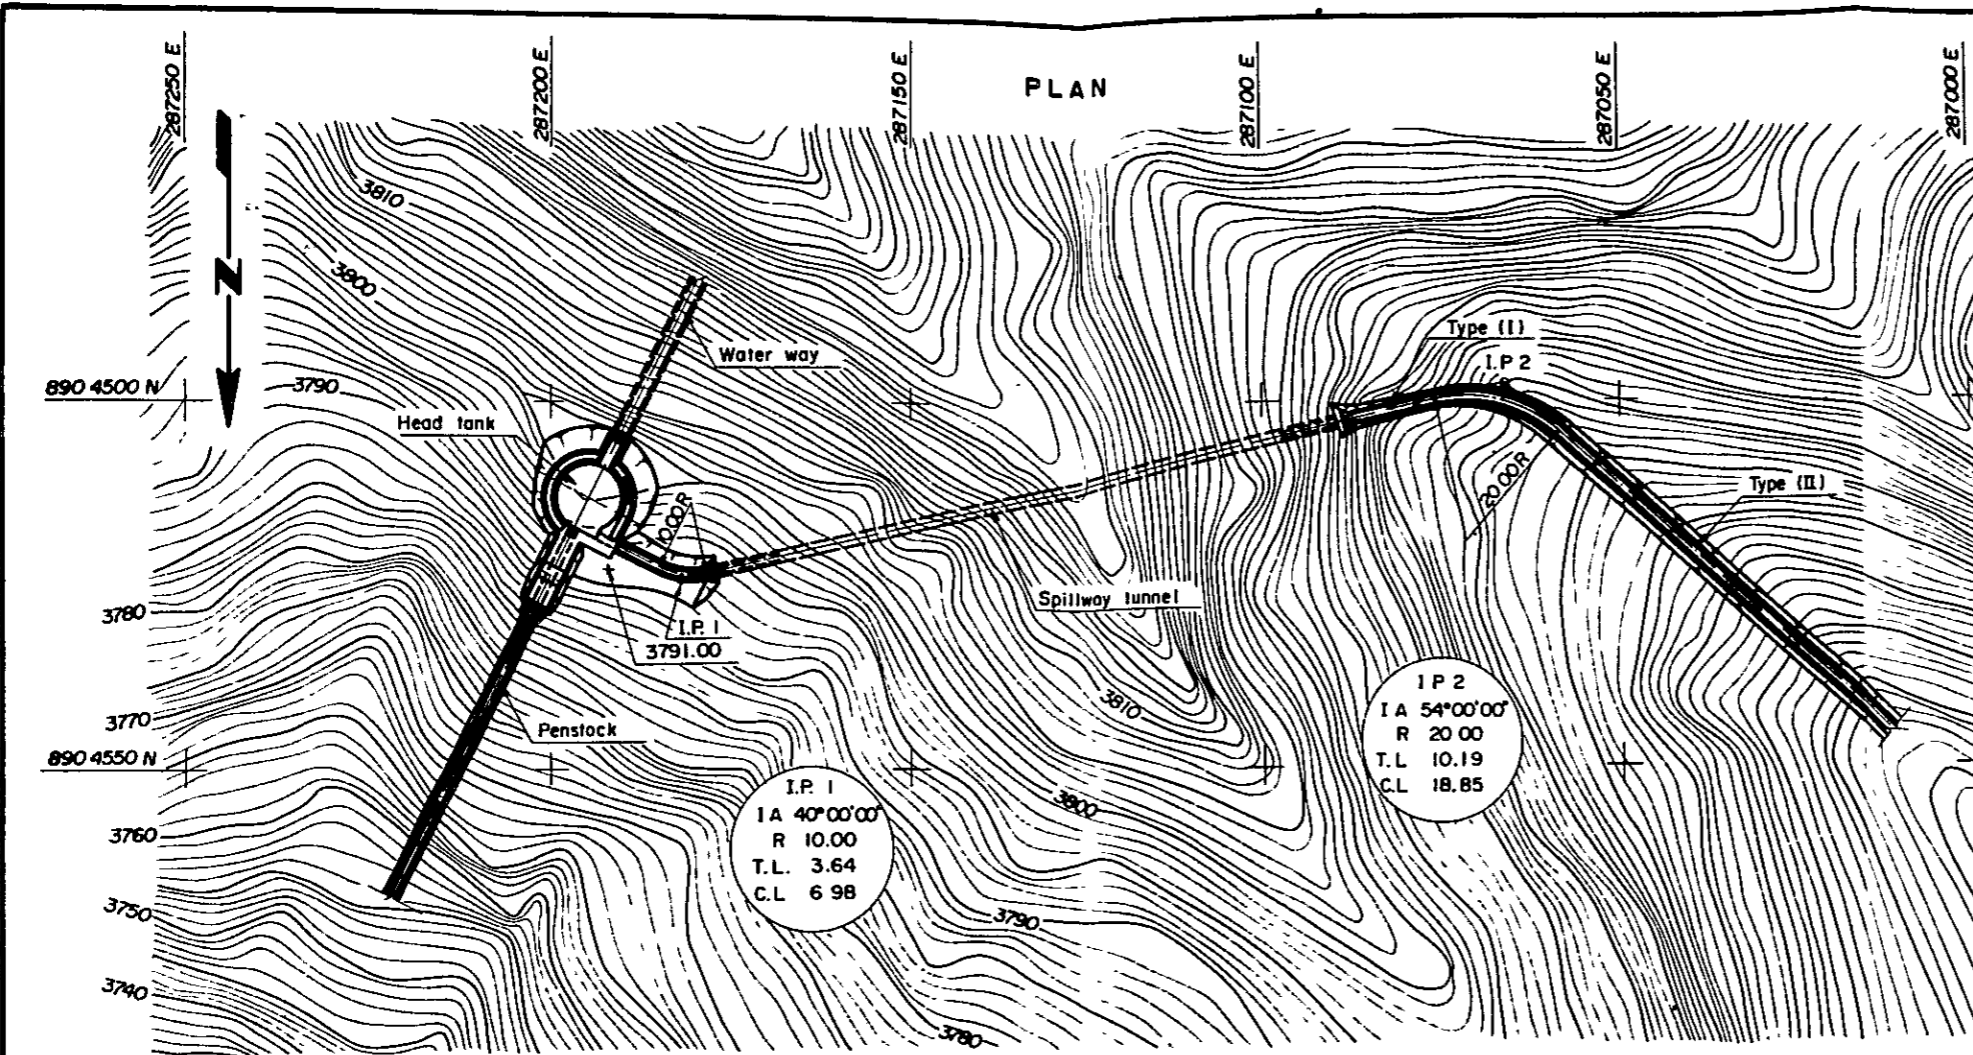 PLAN
287250 E
287200 E
287150 E
287100 E
287050 E
287000 E
N
3810
3800
Type (I)
I.P 2
Water way
890 4500 N
3790
Head tank
20.00R
Type (II)
10.00R
Spillway tunnel
3780
I.P. 1
3791.00
3810
3770
Penstock
I P 2
I A 54°00'00"
R 20 00
T.L 10.19
C.L 18.85
890 4550 N
I.P. 1
I A 40°00'00"
R 10.00
T.L. 3.64
C.L 6 98
3800
3760
3750
3790
3740
3780